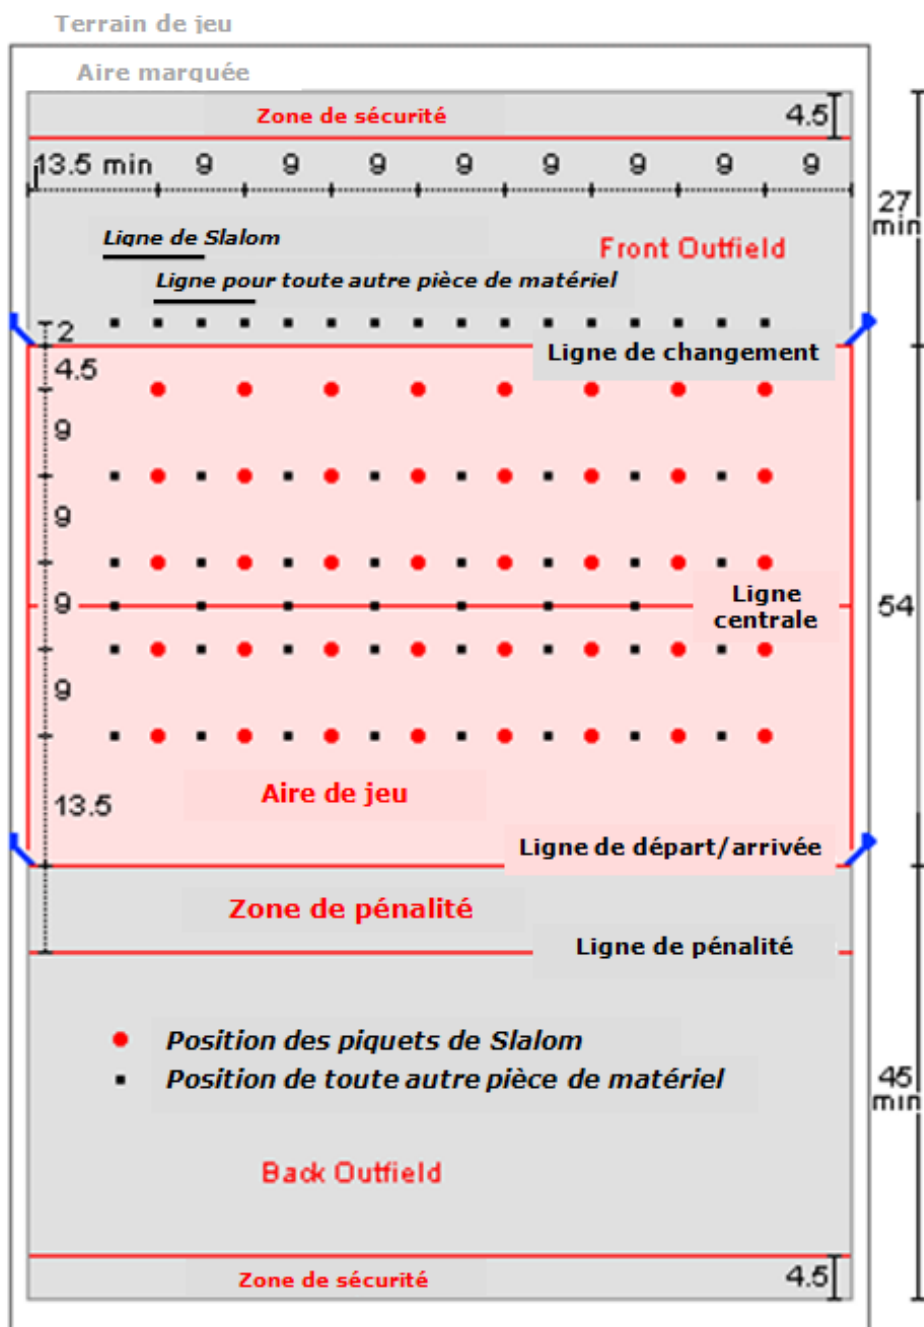 Terrain de jeu
Aire marquée
Zone de sécurité 4.5
13.5 min 9 9 9 9 9 9 9 9
27 min
Ligne de Slalom
Front Outfield
Ligne pour toute autre pièce de matériel
2
Ligne de changement
4.5
9
9
9
Ligne centrale
54
9
13.5
Aire de jeu
Ligne de départ/arrivée
Zone de pénalité
Ligne de pénalité
Position des piquets de Slalom
Position de toute autre pièce de matériel
45 min
Back Outfield
Zone de sécurité 4.5